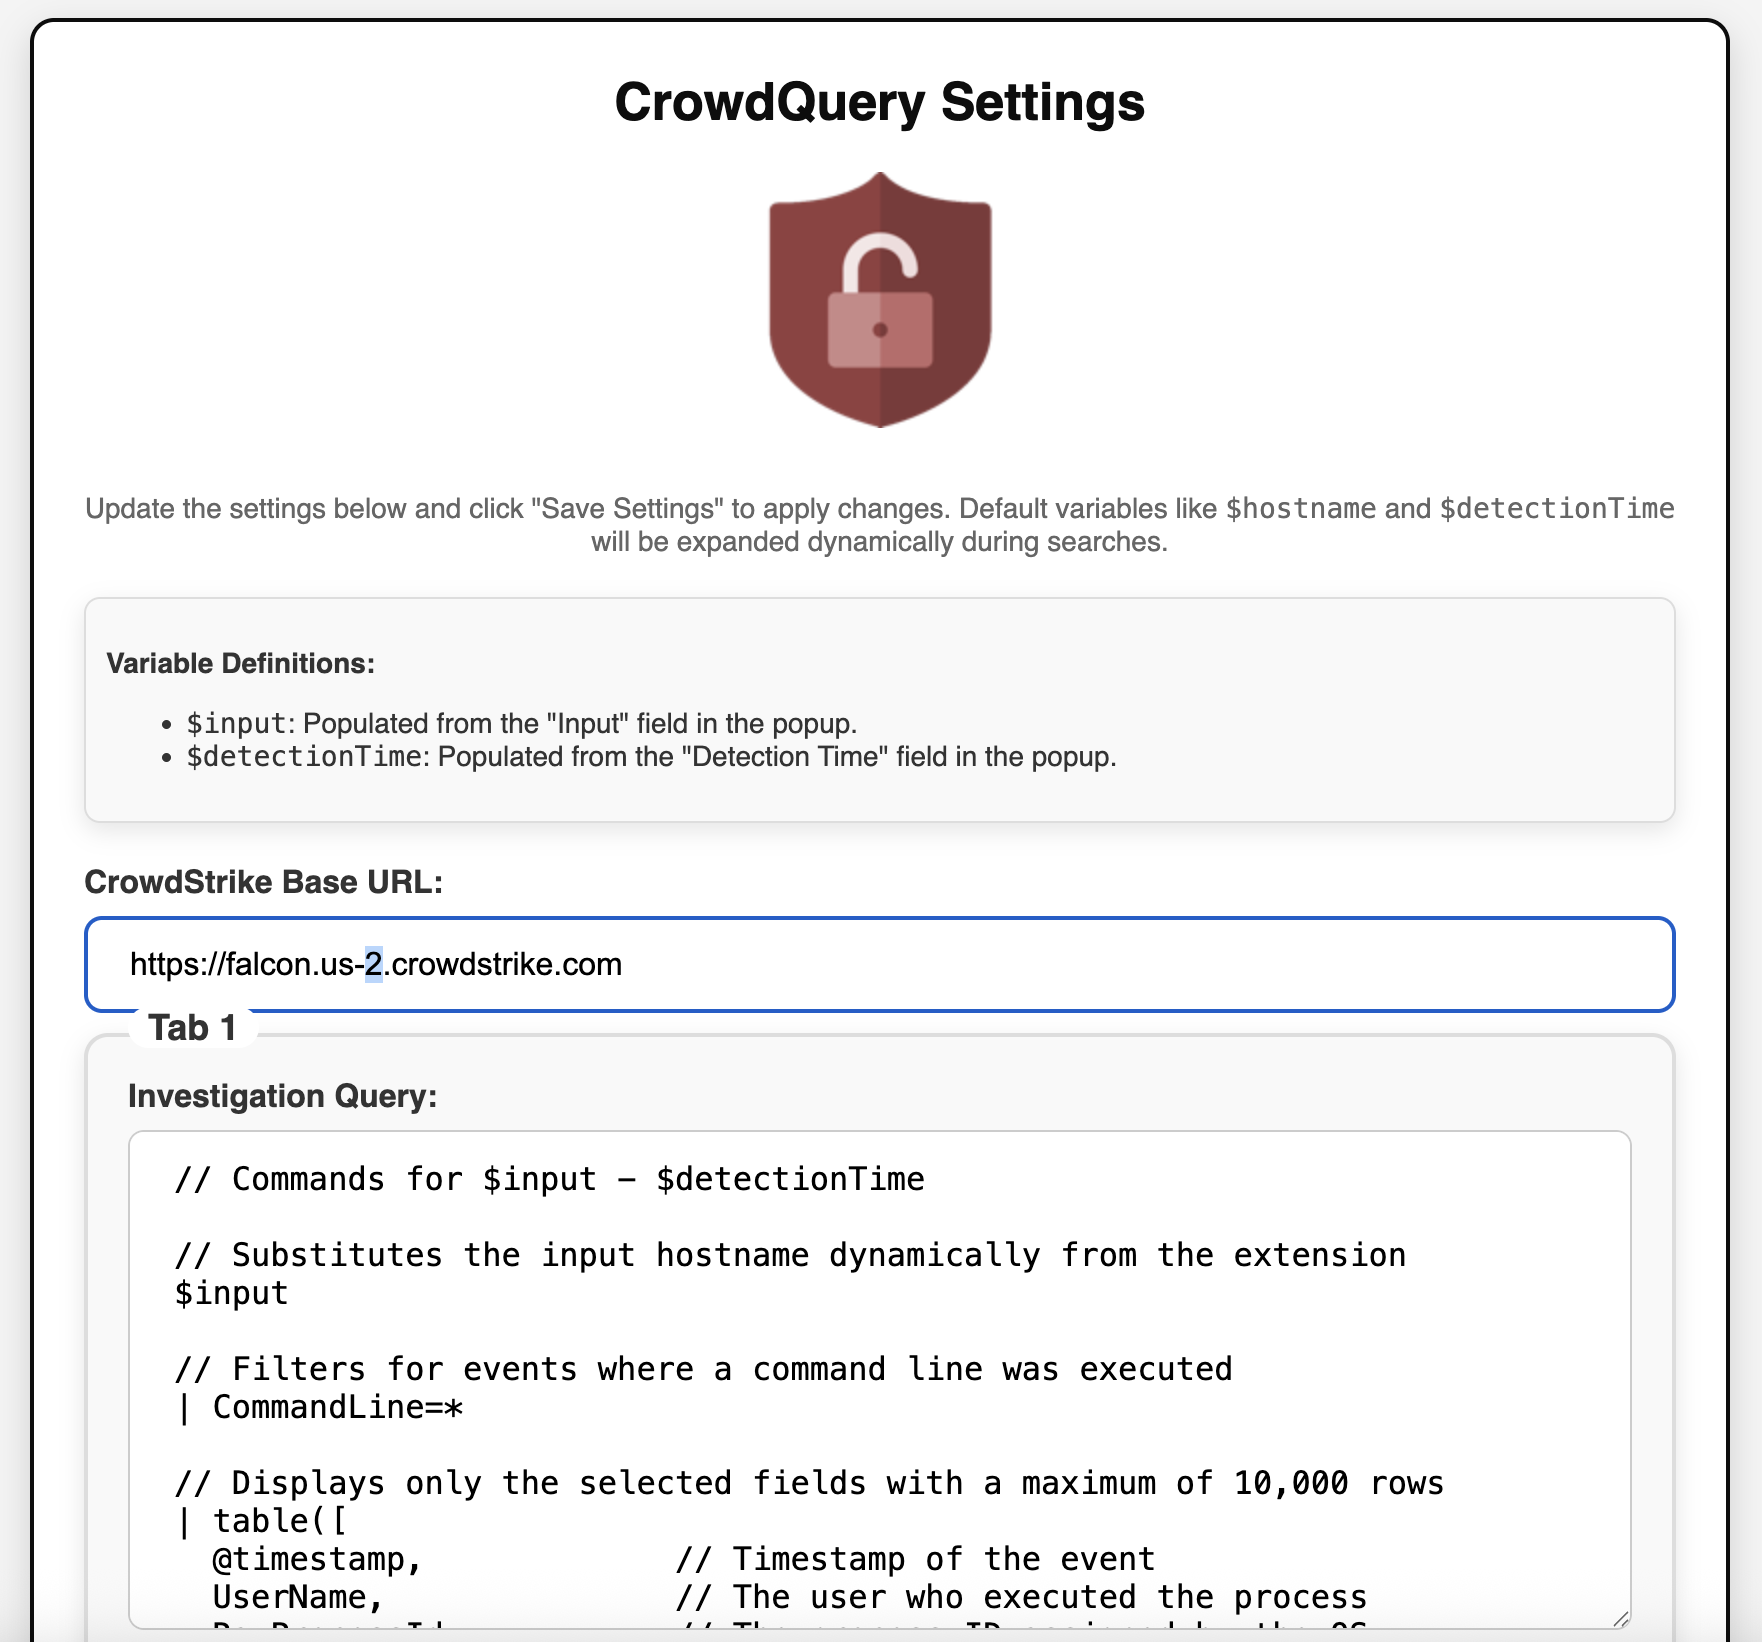 CrowdQuery Settings
Update the settings below and click "Save Settings" to apply changes. Default variables like $hostname and $detectionTime
will be expanded dynamically during searches.
Variable Definitions:
• $input: Populated from the "Input" field in the popup.
• $detectionTime: Populated from the "Detection Time" field in the popup.
CrowdStrike Base URL:
https://falcon.us-2.crowdstrike.com
Tab 1
Investigation Query:
// Commands for $input - $detectionTime
// Substitutes the input hostname dynamically from the extension
$input
// Filters for events where a command line was executed
| CommandLine=*
// Displays only the selected fields with a maximum of 10,000 rows
| table([
@timestamp, // Timestamp of the event
UserName, // The user who executed the process